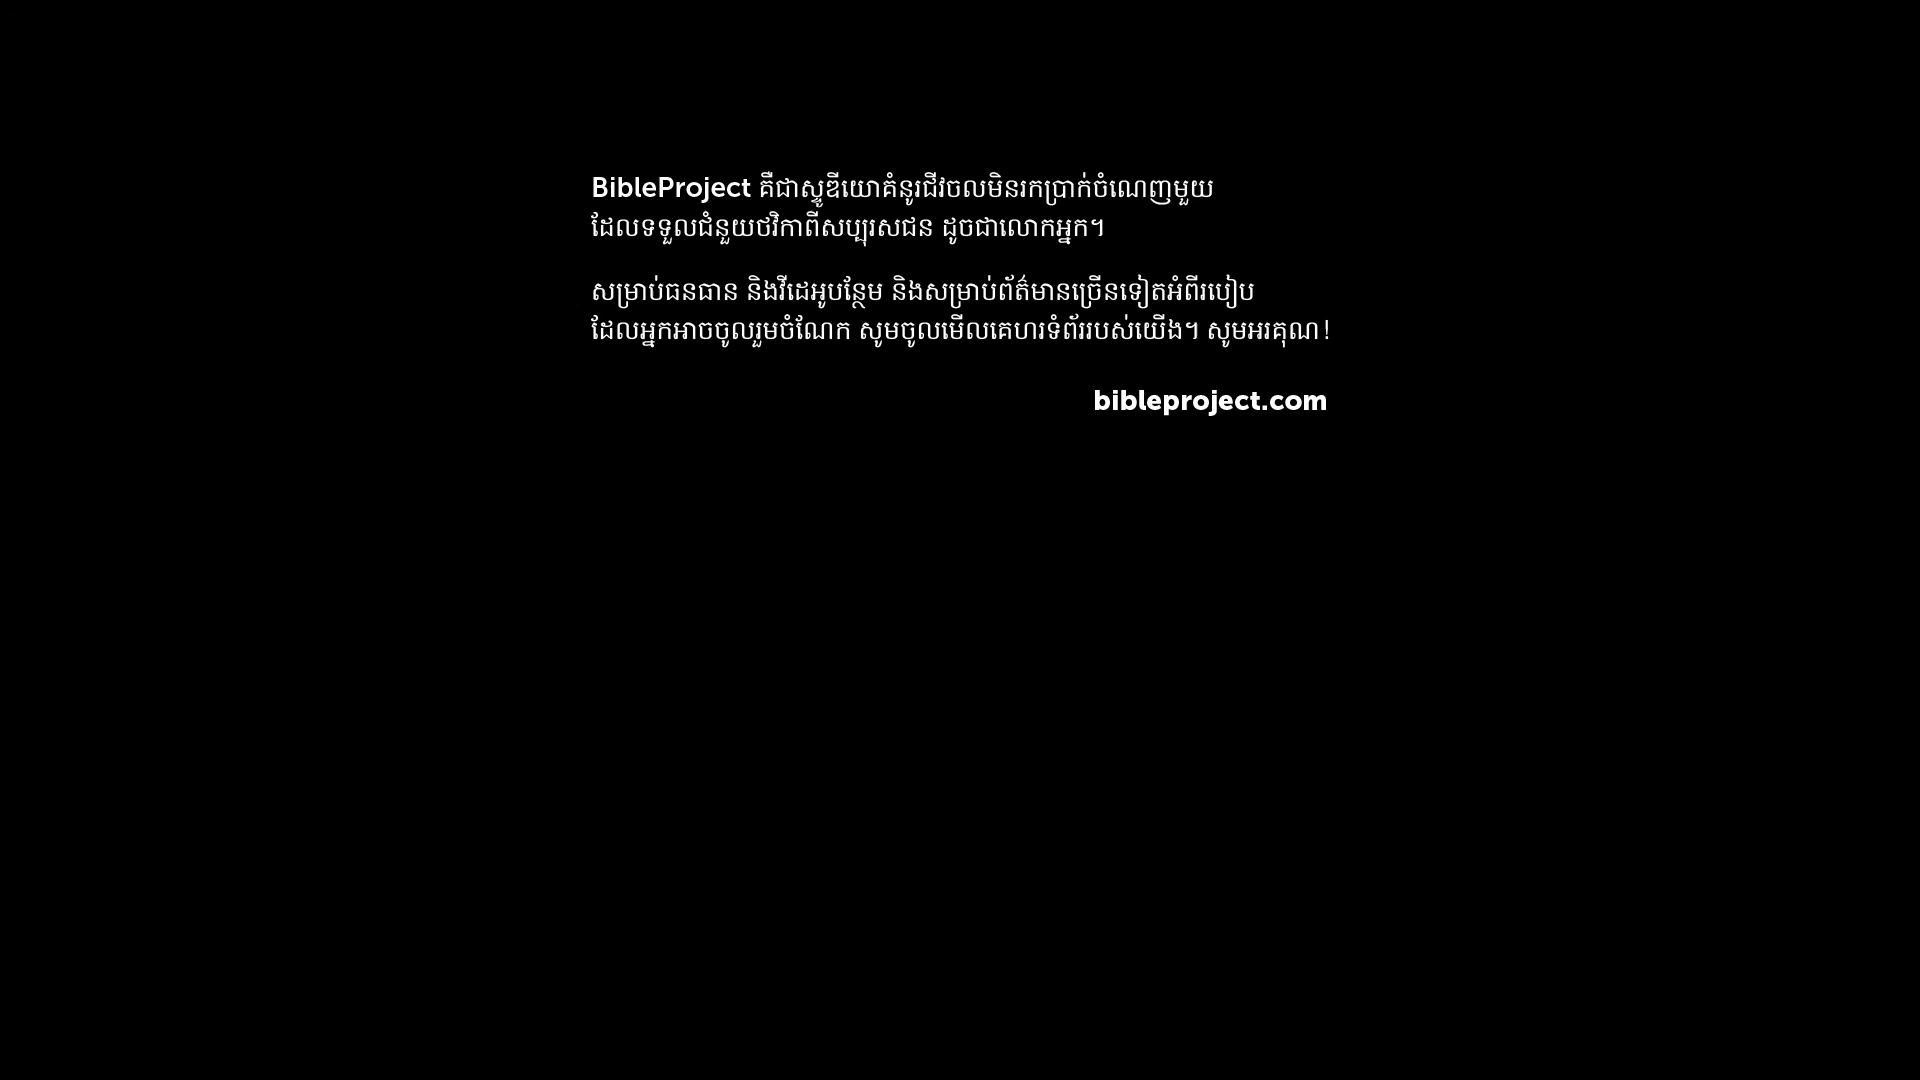 BibleProject គឺជាស្ទូឌីយោគំនូរជីវចលមិនរកប្រាក់ចំណេញមួយ
ដែលទទួលជំនួយថវិកាពីសប្បុរសជន ដូចជាលោកអ្នក។
សម្រាប់ធនធាន និងវីដេអូបន្ថែម និងសម្រាប់ព័ត៌មានច្រើនទៀតអំពីរបៀប
ដែលអ្នកអាចចូលរួមចំណែក សូមចូលមើលគេហទំព័ររបស់យើង។ សូមអរគុណ!
bibleproject.com